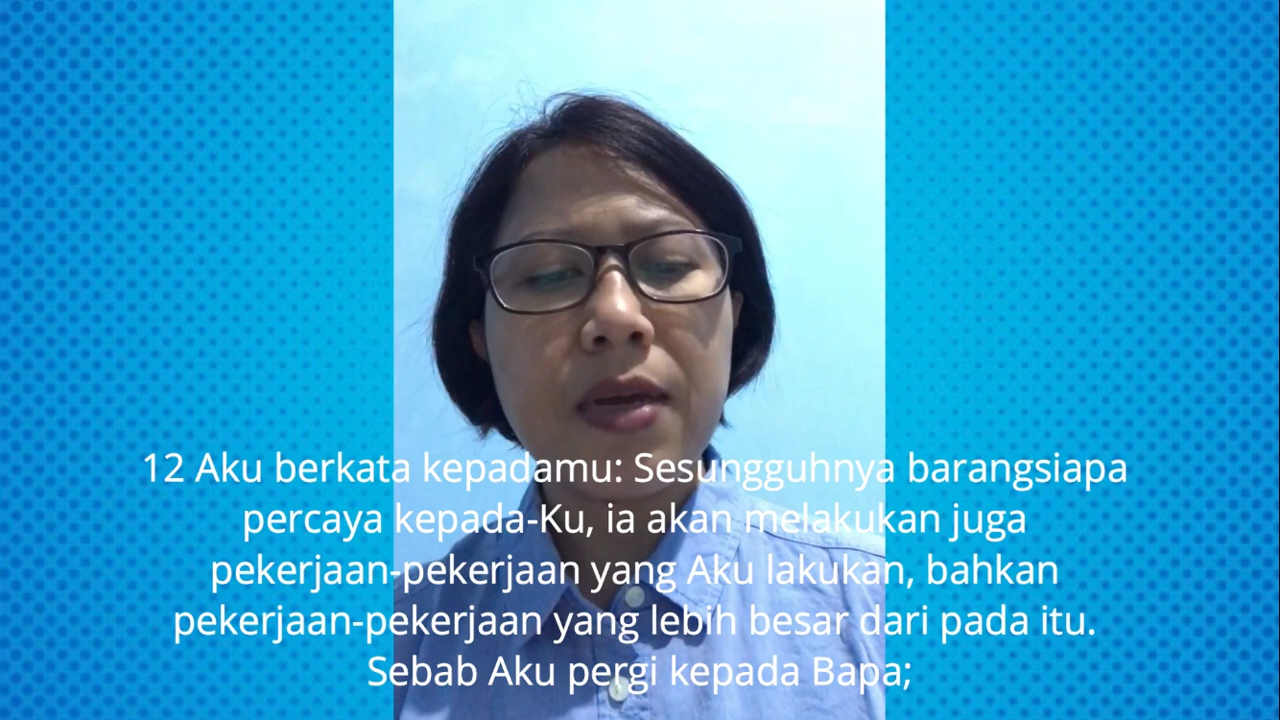 12 Aku berkata kepadamu: Sesungguhnya barangsiapa
percaya kepada-Ku, ia akan melakukan juga
pekerjaan-pekerjaan yang Aku lakukan, bahkan
pekerjaan-pekerjaan yang lebih besar dari pada itu.
Sebab Aku pergi kepada Bapa;